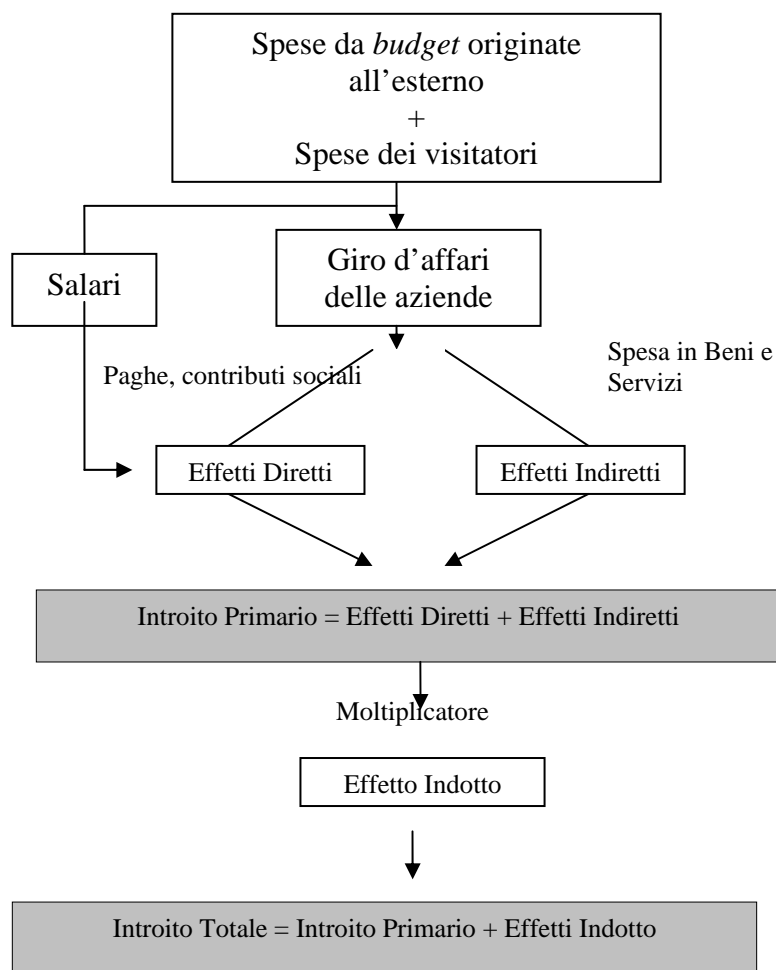 Spese da budget originate
all’esterno
+
Spese dei visitatori
Salari
Giro d’affari
delle aziende
Paghe, contributi sociali
Spesa in Beni e
Servizi
Effetti Diretti
Effetti Indiretti
Introito Primario = Effetti Diretti + Effetti Indiretti
Moltiplicatore
Effetto Indotto
Introito Totale = Introito Primario + Effetti Indotto